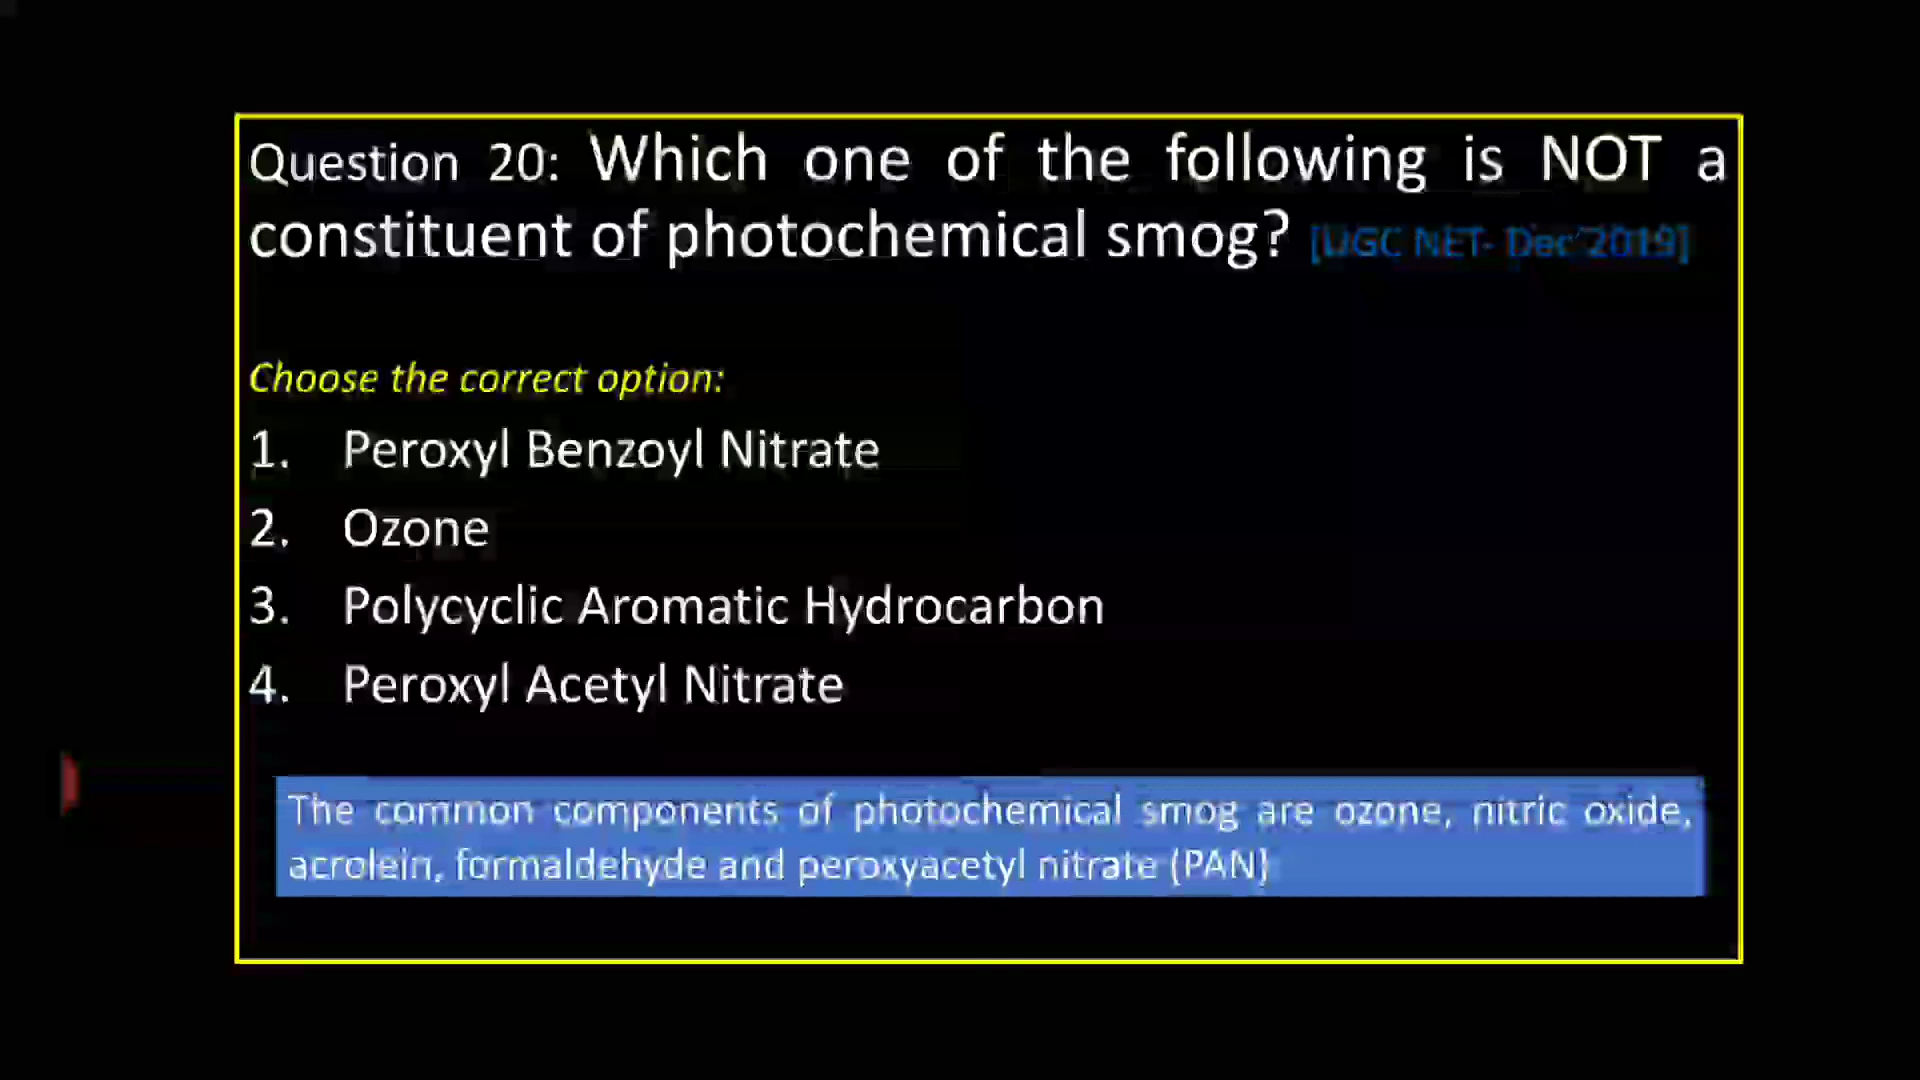 Question 20: Which one of the following is NOT a
constituent of photochemical smog? [UGC NET- Dec 2019]
Choose the correct option:
1. Peroxyl Benzoyl Nitrate
2. Ozone
3. Polycyclic Aromatic Hydrocarbon
4. Peroxyl Acetyl Nitrate
The common components of photochemical smog are ozone, nitric oxide,
acrolein, formaldehyde and peroxyacetyl nitrate (PAN)